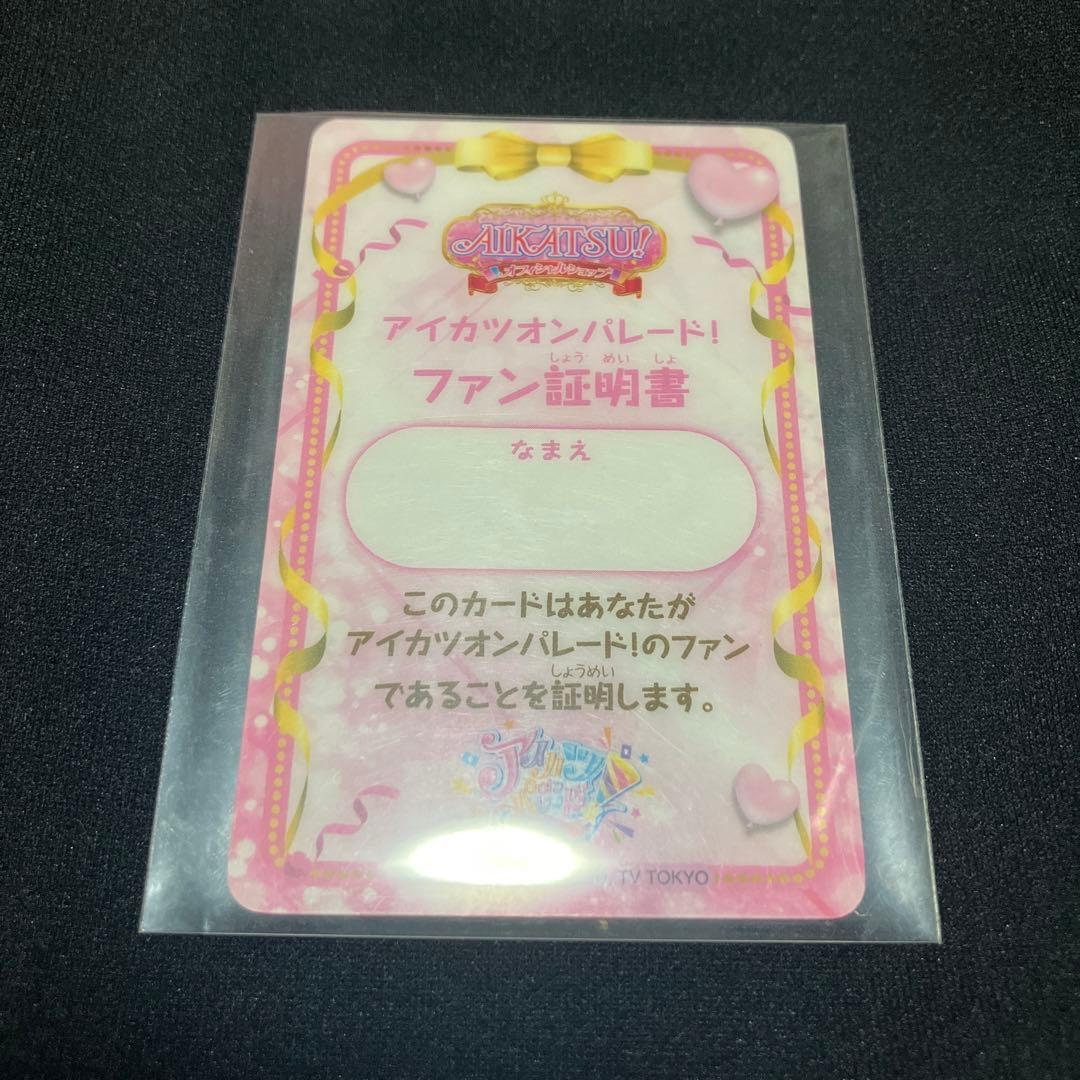 AIKATSU!
オフィシャルショップ
アイカツオンパレード!
しょう めい しょ
ファン証明書
なまえ
このカードはあなたが
アイカツオンパレード!のファン
しょうめい
であることを証明します。
アイカツ
TV TOKYO